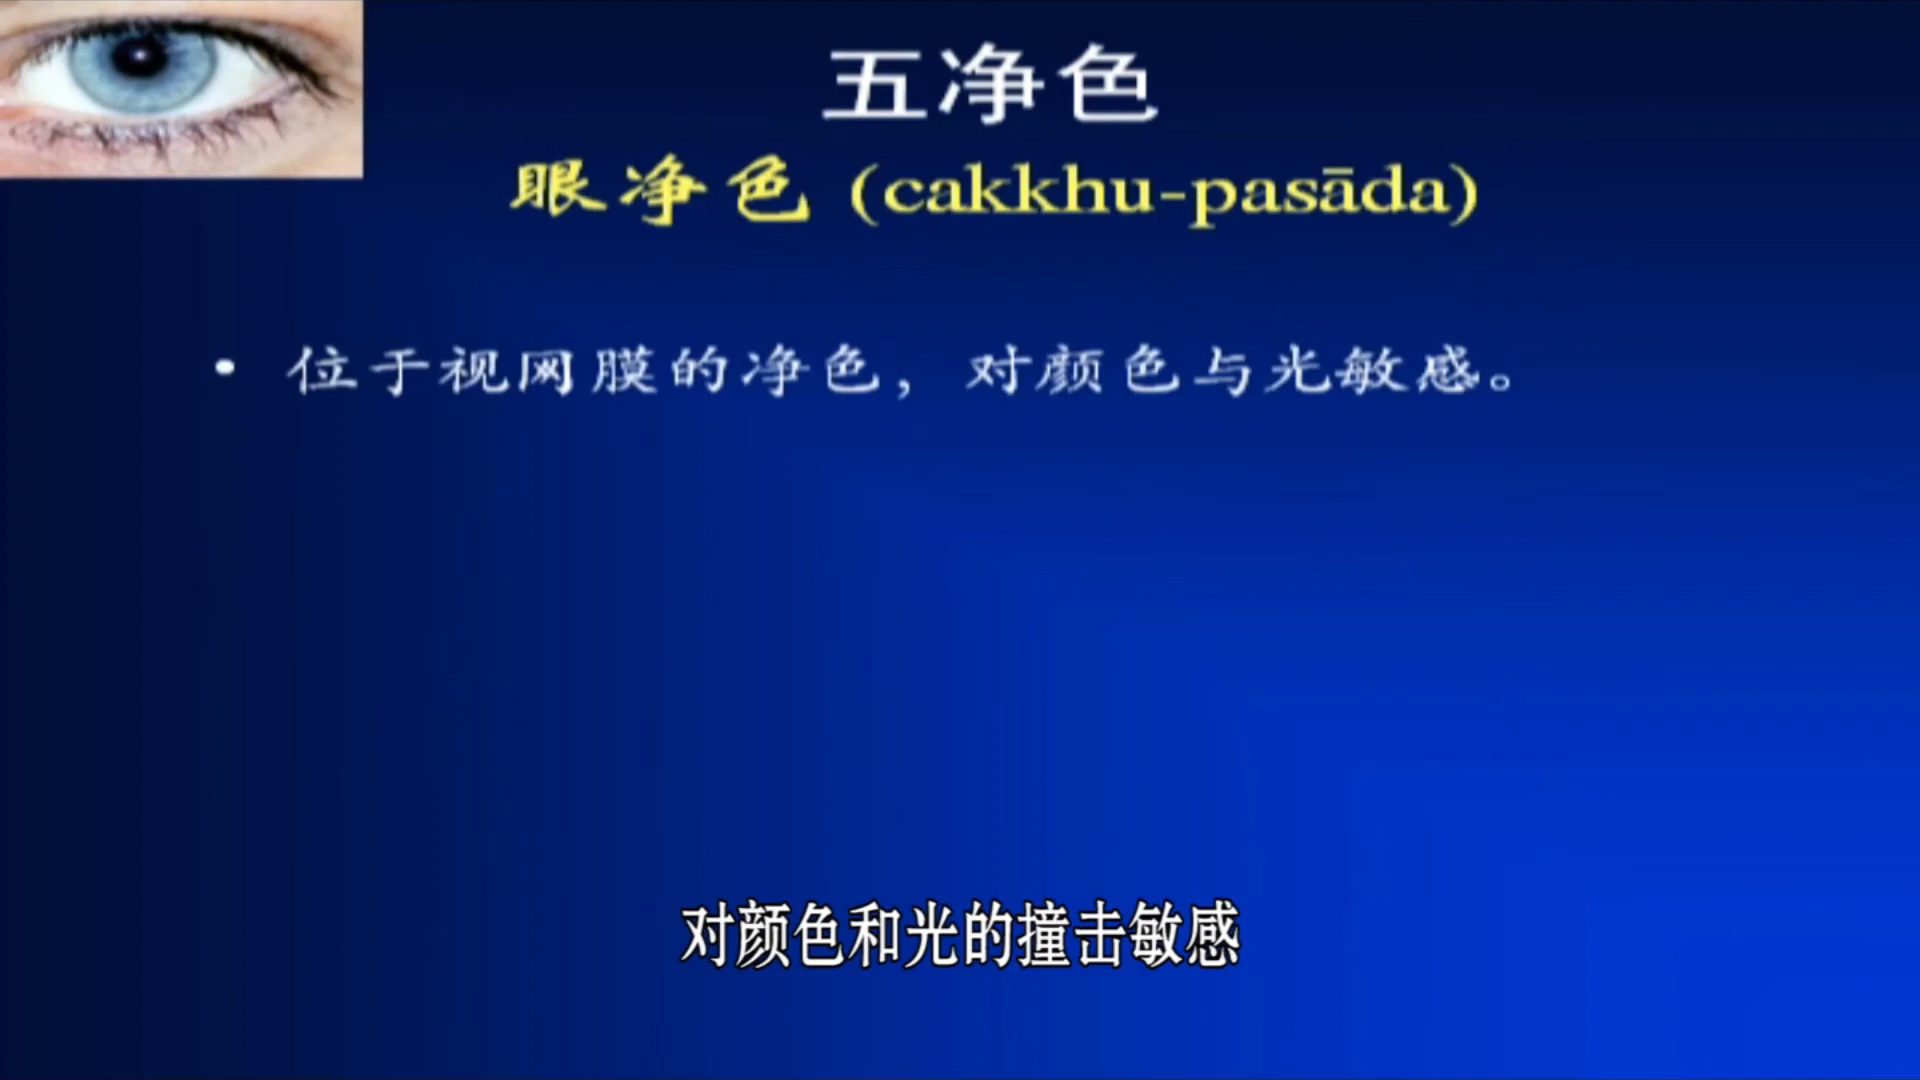 五净色
眼净色 (cakkhu-pasāda)
• 位于视网膜的净色，对颜色与光敏感。
对颜色和光的撞击敏感